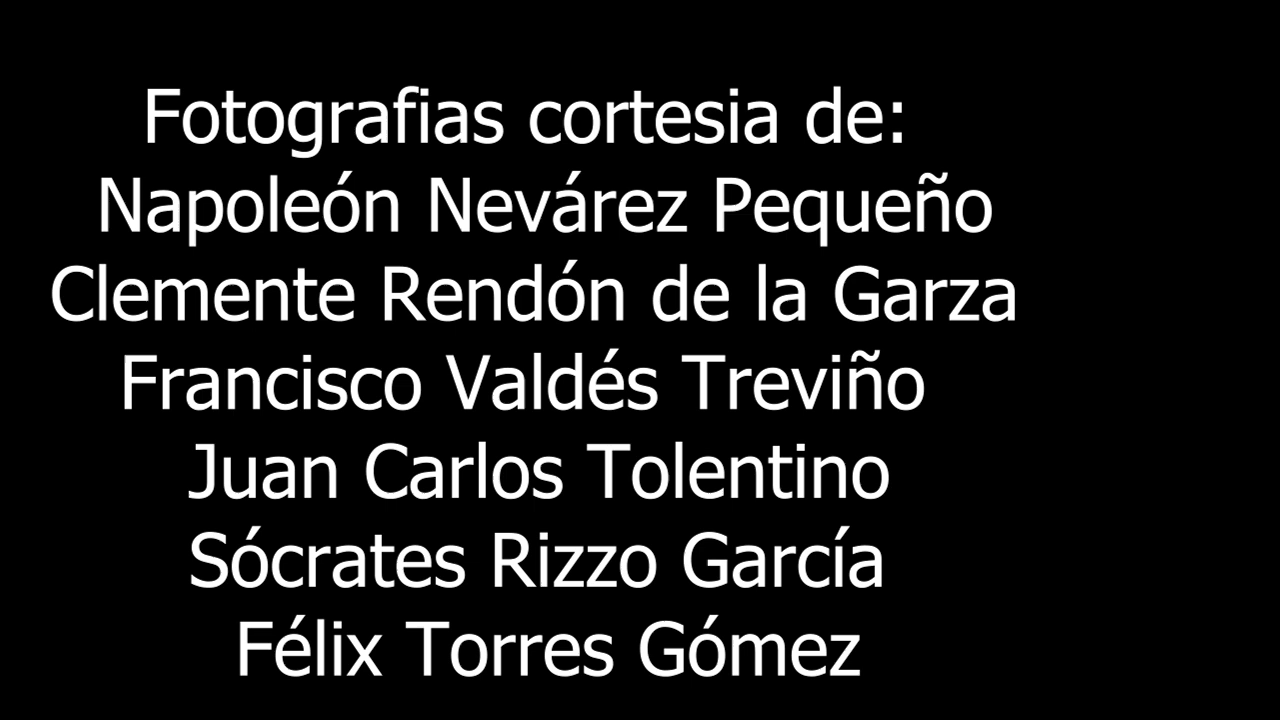 Fotografias cortesia de:
Napoleón Nevárez Pequeño
Clemente Rendón de la Garza
Francisco Valdés Treviño
Juan Carlos Tolentino
Sócrates Rizzo García
Félix Torres Gómez